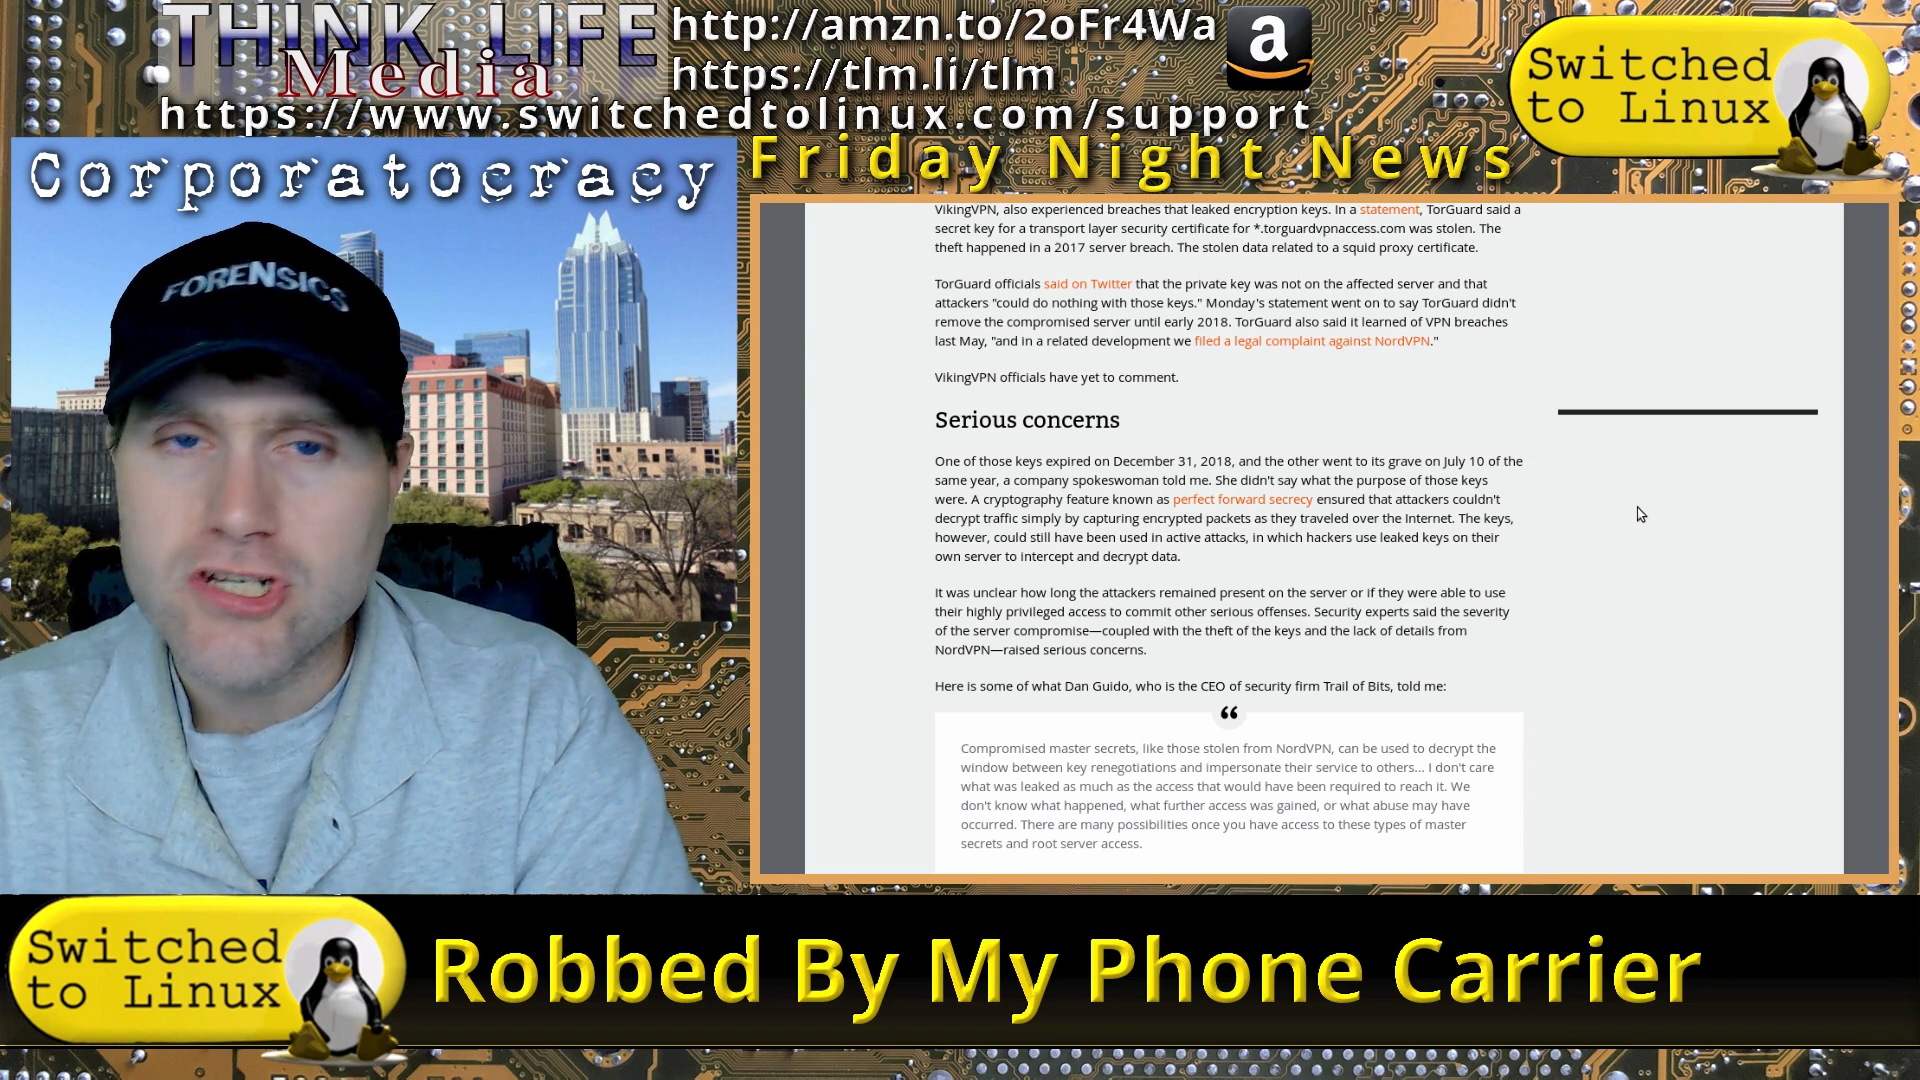 THINK LIFE
Media
http://amzn.to/2oFr4Wa
a
https://tlm.li/tlm
https://www.switchedtolinux.com/support
Switched
to Linux
Corporatocracy
Friday Night News
FORENSICS
VikingVPN, also experienced breaches that leaked encryption keys. In a statement, TorGuard said a
secret key for a transport layer security certificate for *.torguardvpnaccess.com was stolen. The
theft happened in a 2017 server breach. The stolen data related to a squid proxy certificate.
TorGuard officials said on Twitter that the private key was not on the affected server and that
attackers "could do nothing with those keys." Monday's statement went on to say TorGuard didn't
remove the compromised server until early 2018. TorGuard also said it learned of VPN breaches
last May, "and in a related development we filed a legal complaint against NordVPN."
VikingVPN officials have yet to comment.
Serious concerns
One of those keys expired on December 31, 2018, and the other went to its grave on July 10 of the
same year, a company spokeswoman told me. She didn't say what the purpose of those keys
were. A cryptography feature known as perfect forward secrecy ensured that attackers couldn't
decrypt traffic simply by capturing encrypted packets as they traveled over the Internet. The keys,
however, could still have been used in active attacks, in which hackers use leaked keys on their
own server to intercept and decrypt data.
It was unclear how long the attackers remained present on the server or if they were able to use
their highly privileged access to commit other serious offenses. Security experts said the severity
of the server compromise—coupled with the theft of the keys and the lack of details from
NordVPN—raised serious concerns.
Here is some of what Dan Guido, who is the CEO of security firm Trail of Bits, told me:
“
Compromised master secrets, like those stolen from NordVPN, can be used to decrypt the
window between key renegotiations and impersonate their service to others... I don't care
what was leaked as much as the access that would have been required to reach it. We
don't know what happened, what further access was gained, or what abuse may have
occurred. There are many possibilities once you have access to these types of master
secrets and root server access.
Switched
to Linux
Robbed By My Phone Carrier